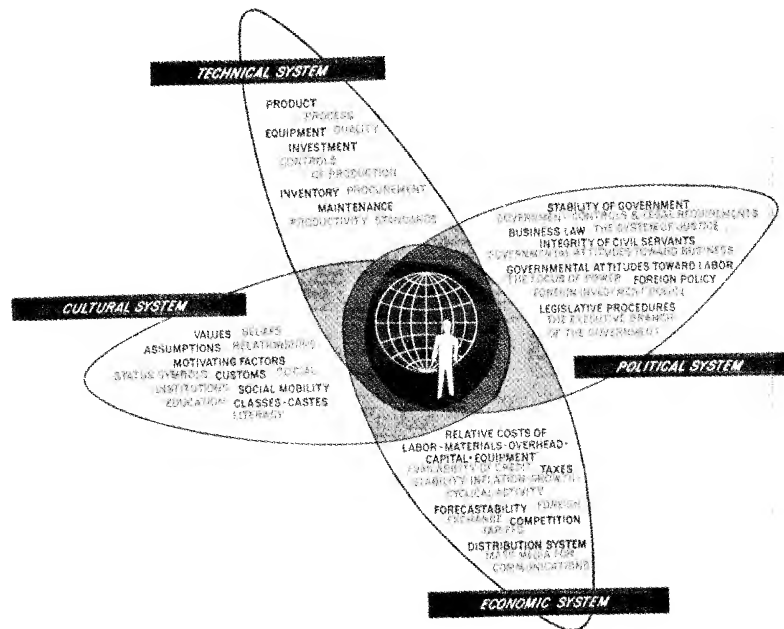 TECHNICAL SYSTEM
PRODUCT
PROCESS
EQUIPMENT QUALITY
INVESTMENT
CONTROLS
OF PRODUCTION
INVENTORY PROCUREMENT
MAINTENANCE
PRODUCTIVITY STANDARDS
STABILITY OF GOVERNMENT
GOVERNMENT CONTROLS & LEGAL REQUIREMENTS
BUSINESS LAW THE SYSTEM OF JUSTICE
INTEGRITY OF CIVIL SERVANTS
GOVERNMENTAL ATTITUDES TOWARD BUSINESS
GOVERNMENTAL ATTITUDES TOWARD LABOR
THE FOCUS OF POWER FOREIGN POLICY
FOREIGN INVESTMENT POLICY
LEGISLATIVE PROCEDURES
THE EXECUTIVE BRANCH
OF THE GOVERNMENT
POLITICAL SYSTEM
CULTURAL SYSTEM
VALUES BELIEFS
ASSUMPTIONS RELATIONSHIPS
MOTIVATING FACTORS
STATUS SYMBOLS CUSTOMS SOCIAL
INSTITUTIONS SOCIAL MOBILITY
EDUCATION CLASSES-CASTES
LITERACY
RELATIVE COSTS OF
LABOR-MATERIALS-OVERHEAD-
CAPITAL-EQUIPMENT
AVAILABILITY OF CREDIT TAXES
STABILITY INFLATION-GROWTH-
CYCLICAL ACTIVITY
FORECASTABILITY FOREIGN
EXCHANGE COMPETITION
TARIFFS
DISTRIBUTION SYSTEM
MASS MEDIA FOR
COMMUNICATIONS
ECONOMIC SYSTEM